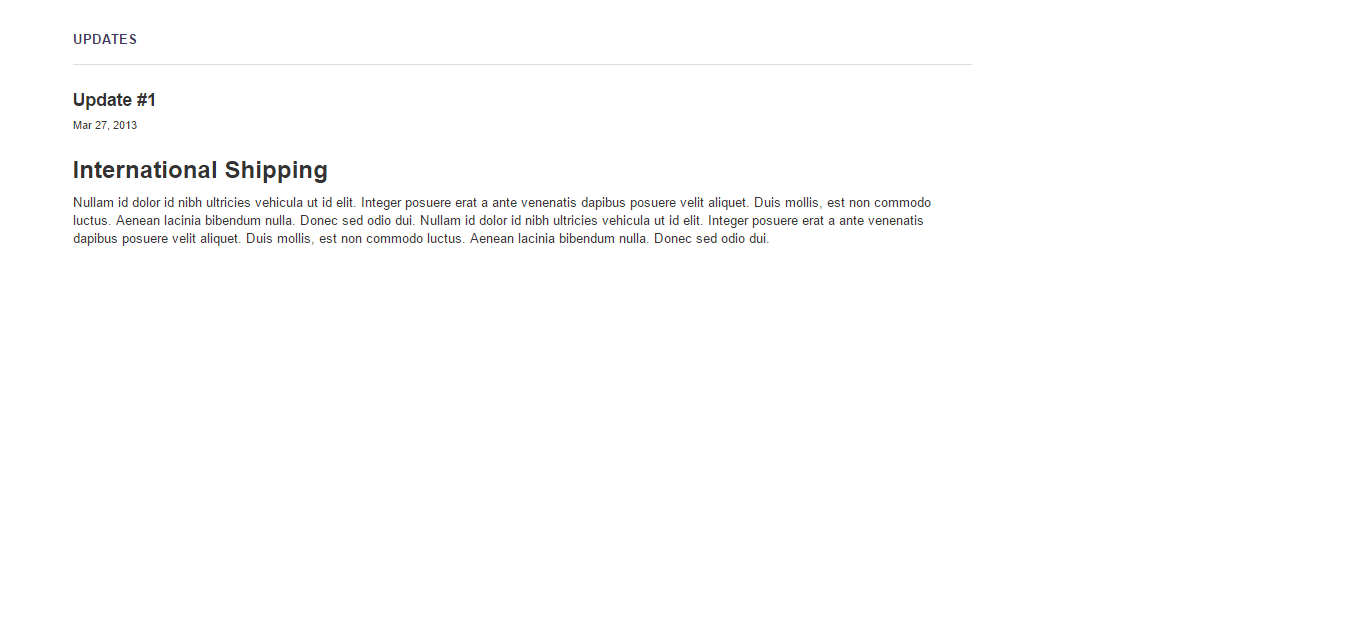 UPDATES
Update #1
Mar 27, 2013
International Shipping
Nullam id dolor id nibh ultricies vehicula ut id elit. Integer posuere erat a ante venenatis dapibus posuere velit aliquet. Duis mollis, est non commodo
luctus. Aenean lacinia bibendum nulla. Donec sed odio dui. Nullam id dolor id nibh ultricies vehicula ut id elit. Integer posuere erat a ante venenatis
dapibus posuere velit aliquet. Duis mollis, est non commodo luctus. Aenean lacinia bibendum nulla. Donec sed odio dui.